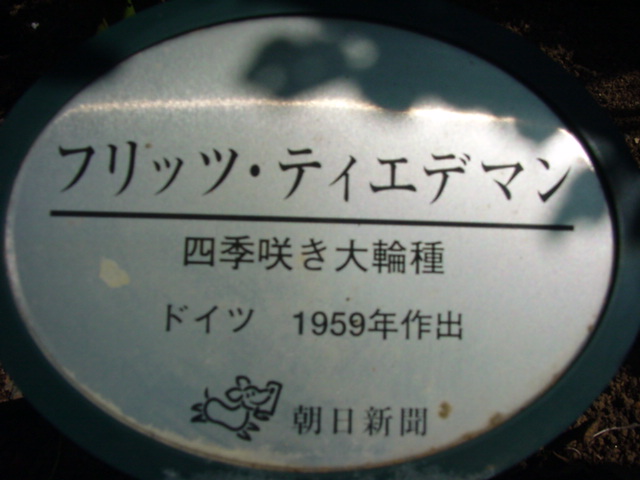 フリッツ・ティエデマン
四季咲き大輪種
ドイツ　1959年作出
朝日新聞